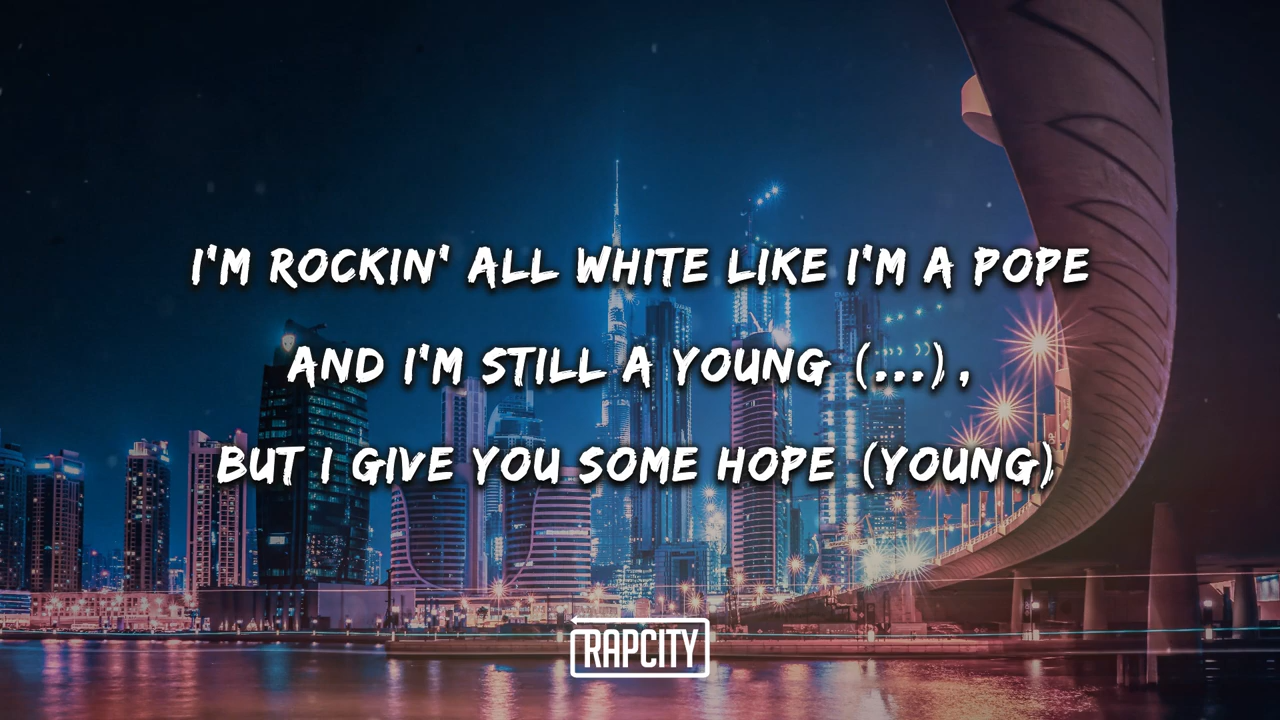 I'M ROCKIN' ALL WHITE LIKE I'M A POPE
AND I'M STILL A YOUNG (...),
BUT I GIVE YOU SOME HOPE (YOUNG)
RAPCITY